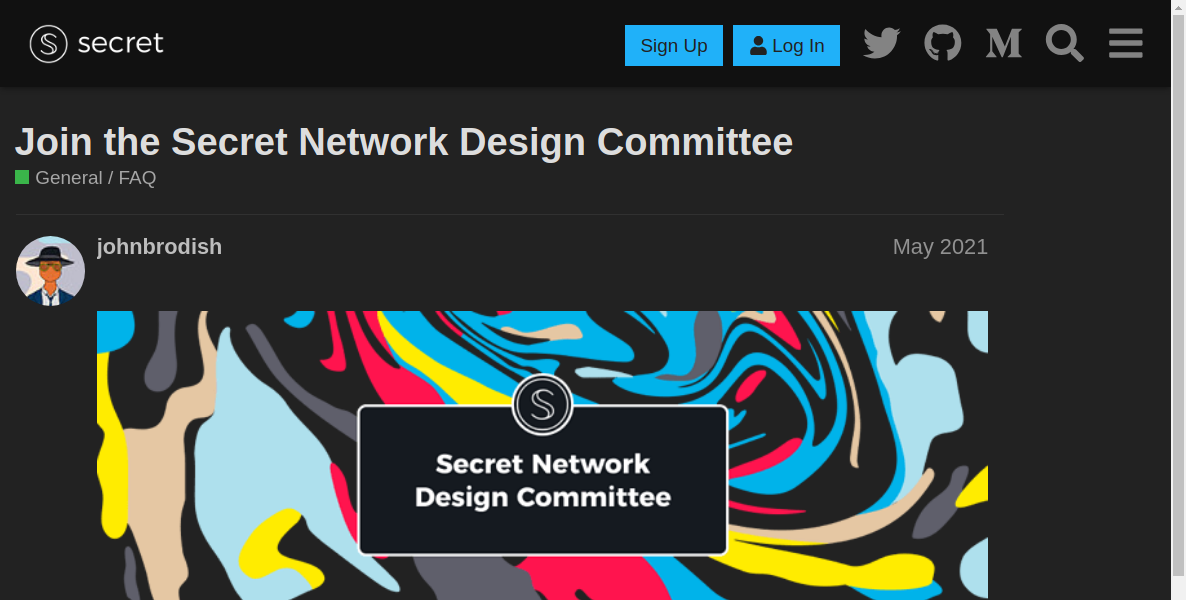 secret
Sign Up
Log In
Join the Secret Network Design Committee
General / FAQ
johnbrodish
May 2021
Secret Network
Design Committee